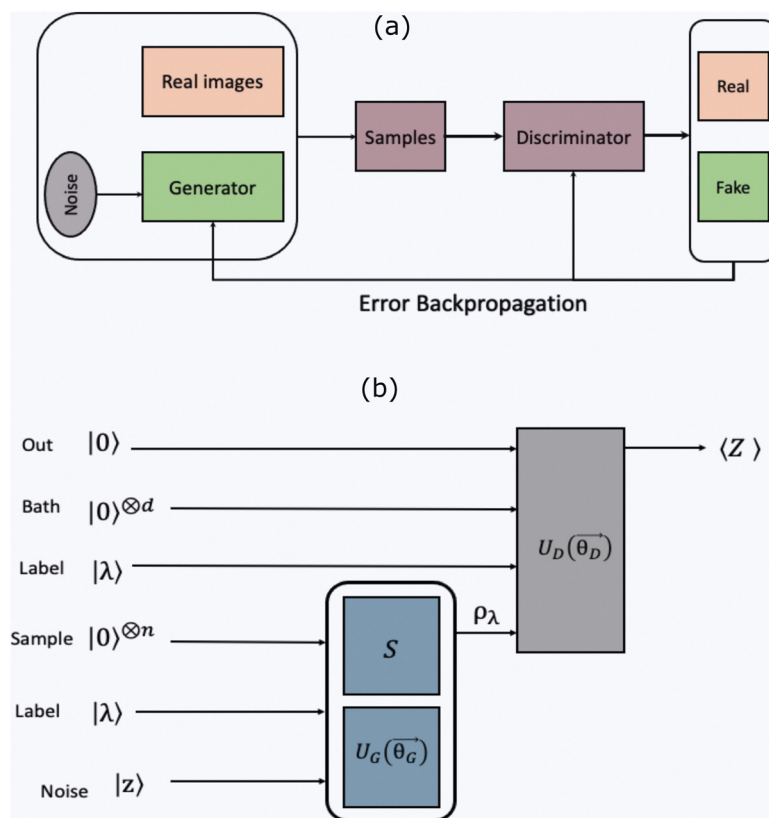 (a)
Real images
Real
Samples
Discriminator
Noise
Generator
Fake
Error Backpropagation
(b)
Out |0⟩
⟨Z ⟩
Bath |0⟩⊗d
U_D(θ_D→)
Label |λ⟩
ρλ
Sample |0⟩⊗n
S
Label |λ⟩
U_G(θ_G→)
Noise |z⟩